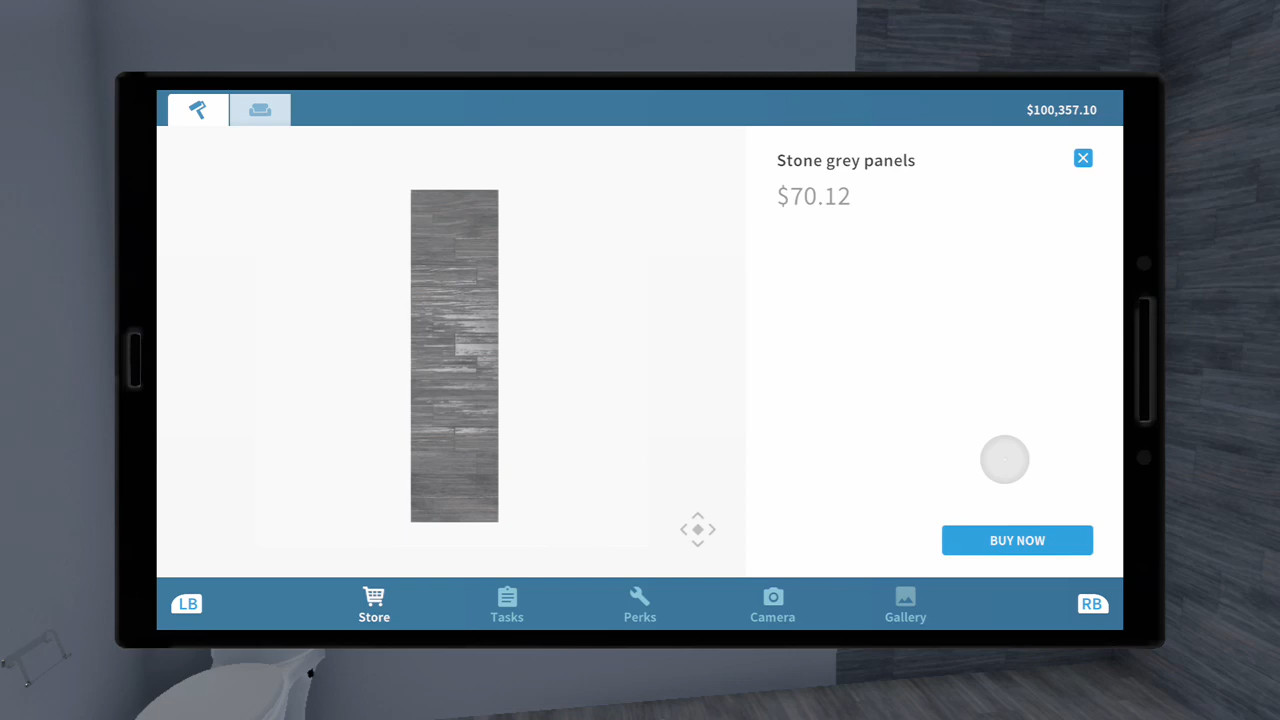 $100,357.10
Stone grey panels
$70.12
BUY NOW
LB
Store
Tasks
Perks
Camera
Gallery
RB